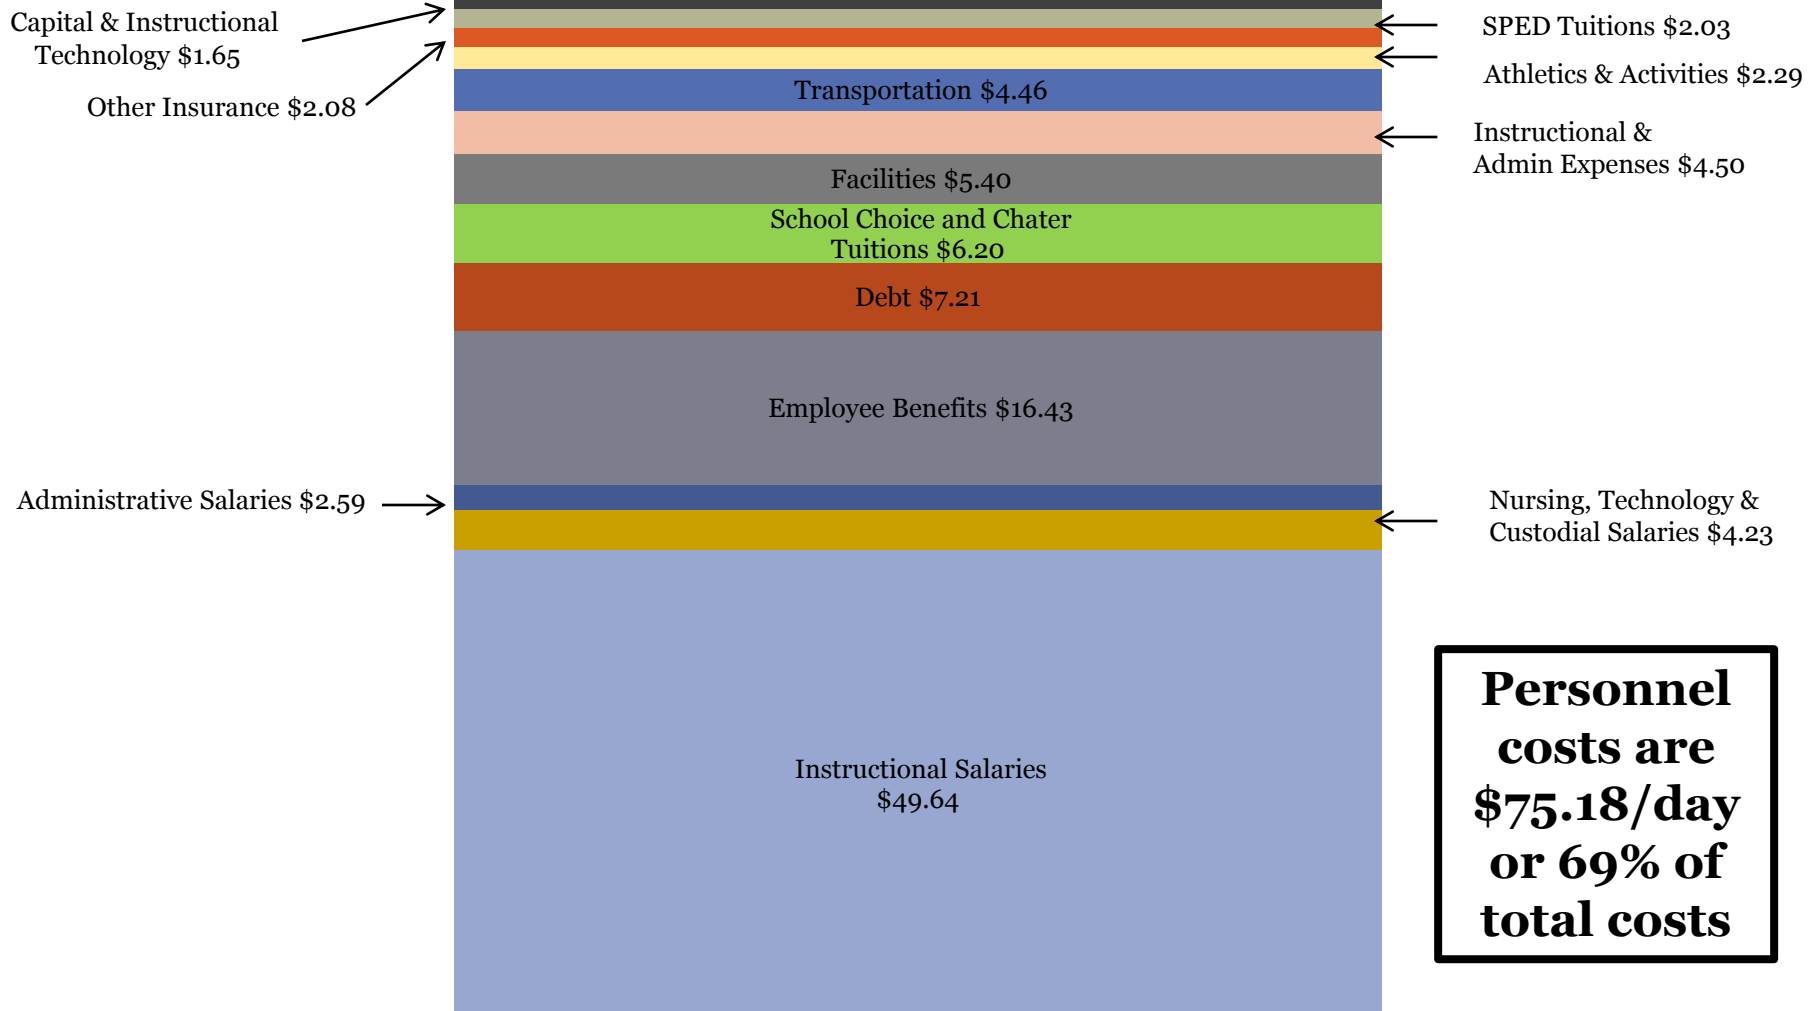 Capital & Instructional
Technology $1.65
Other Insurance $2.08
SPED Tuitions $2.03
Athletics & Activities $2.29
Transportation $4.46
Instructional &
Admin Expenses $4.50
Facilities $5.40
School Choice and Chater
Tuitions $6.20
Debt $7.21
Employee Benefits $16.43
Administrative Salaries $2.59
Nursing, Technology &
Custodial Salaries $4.23
Instructional Salaries
$49.64
Personnel
costs are
$75.18/day
or 69% of
total costs